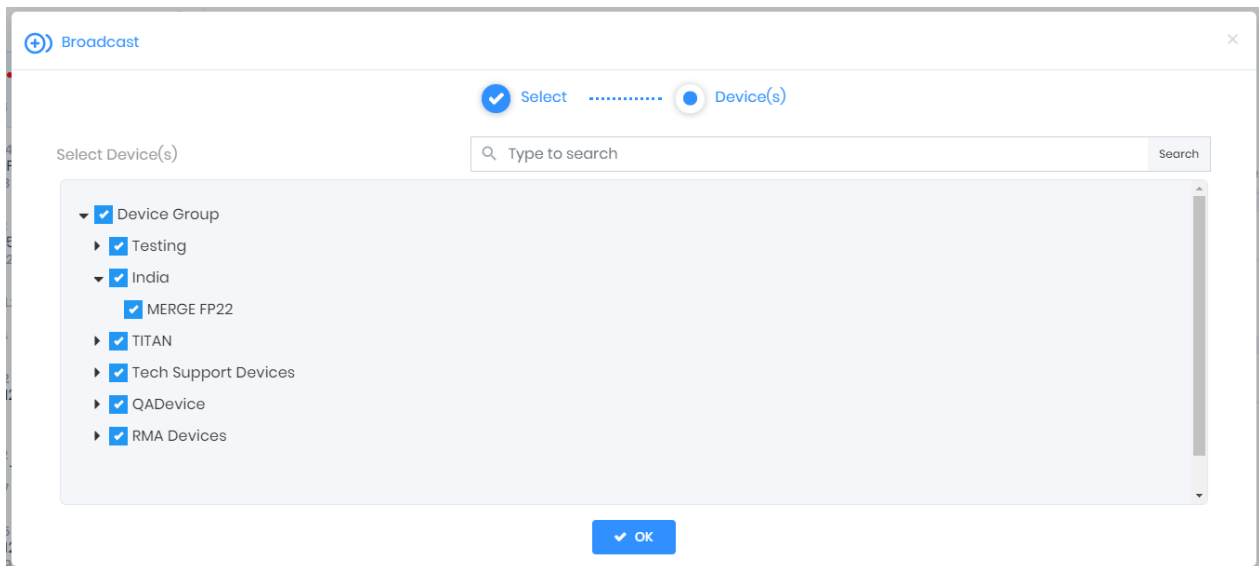 Broadcast
Select Device(s)
Select Device(s)
Type to search
Search
Device Group
Testing
India
MERGE FP22
TITAN
Tech Support Devices
QADevice
RMA Devices
OK